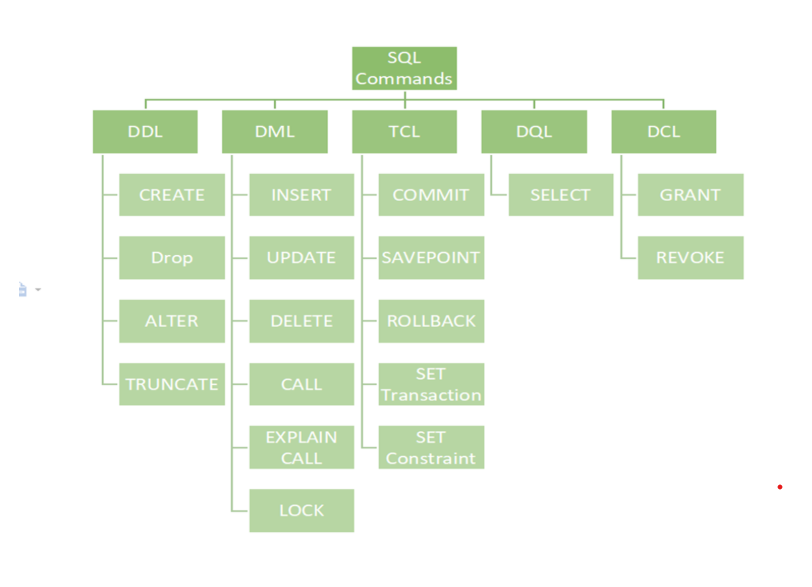 SQL
Commands
DDL
DML
TCL
DQL
DCL
CREATE
INSERT
COMMIT
SELECT
GRANT
Drop
UPDATE
SAVEPOINT
REVOKE
ALTER
DELETE
ROLLBACK
TRUNCATE
CALL
SET
Transaction
EXPLAIN
CALL
SET
Constraint
LOCK